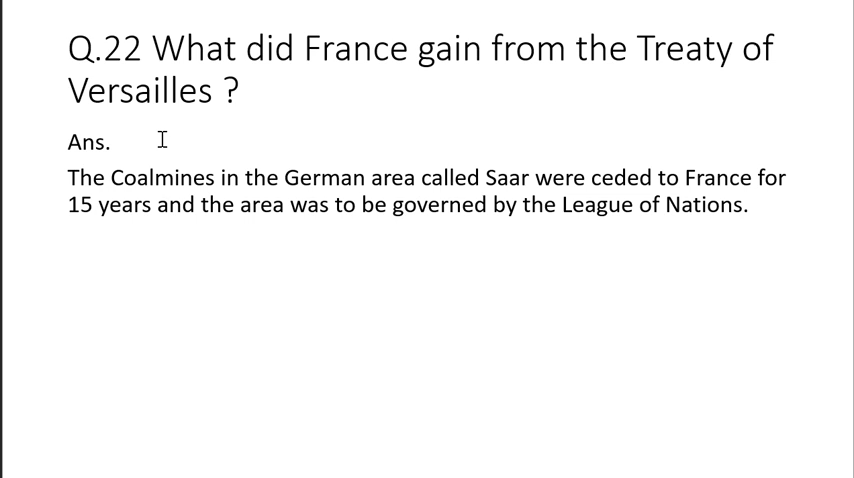 Q.22 What did France gain from the Treaty of
Versailles ?
Ans.
The Coalmines in the German area called Saar were ceded to France for
15 years and the area was to be governed by the League of Nations.